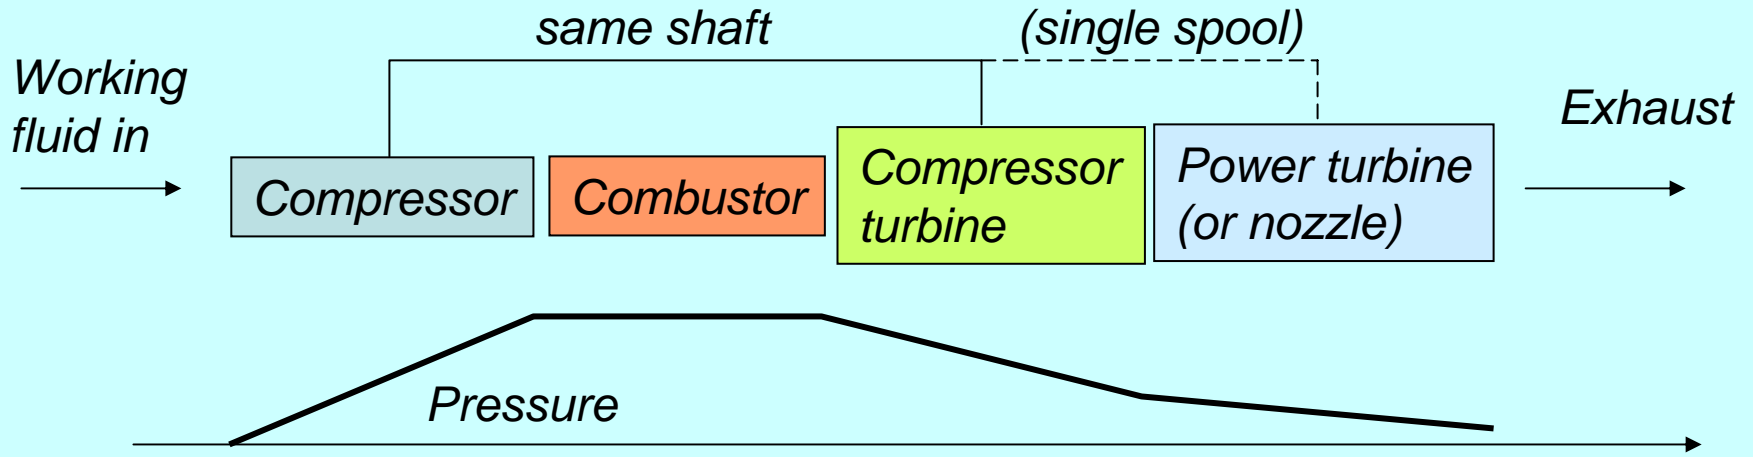 same shaft
(single spool)
Working
fluid in
Exhaust
Compressor
Combustor
Compressor
turbine
Power turbine
(or nozzle)
Pressure